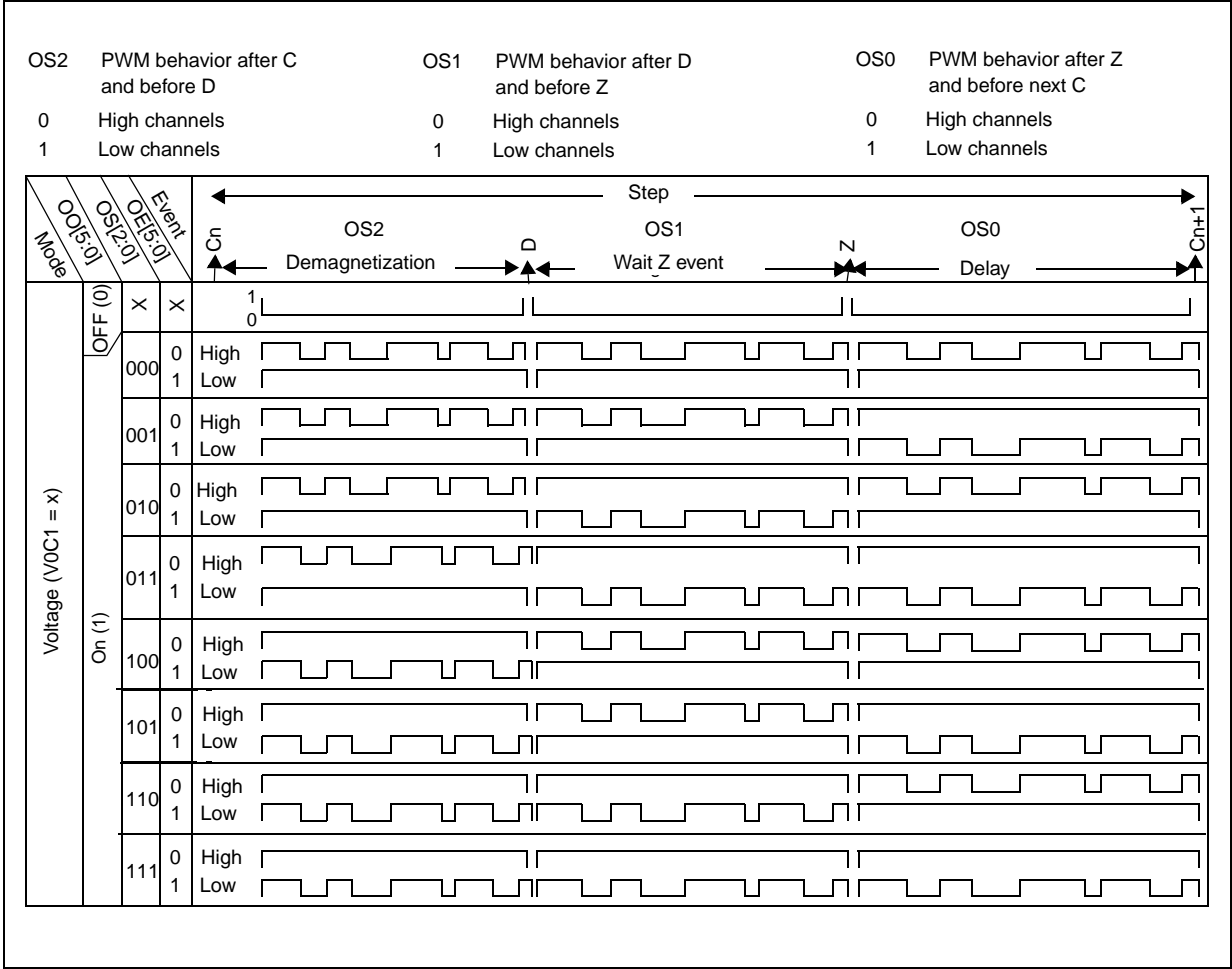 OS2 PWM behavior after C and before D
0 High channels
1 Low channels
OS1 PWM behavior after D and before Z
0 High channels
1 Low channels
OS0 PWM behavior after Z and before next C
0 High channels
1 Low channels
Mode
OO[5:0]
OS[2:0]
OE[5:0]
Event
Step
Cn
OS2
Demagnetization
D
OS1
Wait Z event
Z
OS0
Delay
Cn+1
Voltage (V0C1 = x)
OFF (0)
X
X
1
0
On (1)
000
0 High
1 Low
001
0 High
1 Low
010
0 High
1 Low
011
0 High
1 Low
100
0 High
1 Low
101
0 High
1 Low
110
0 High
1 Low
111
0 High
1 Low